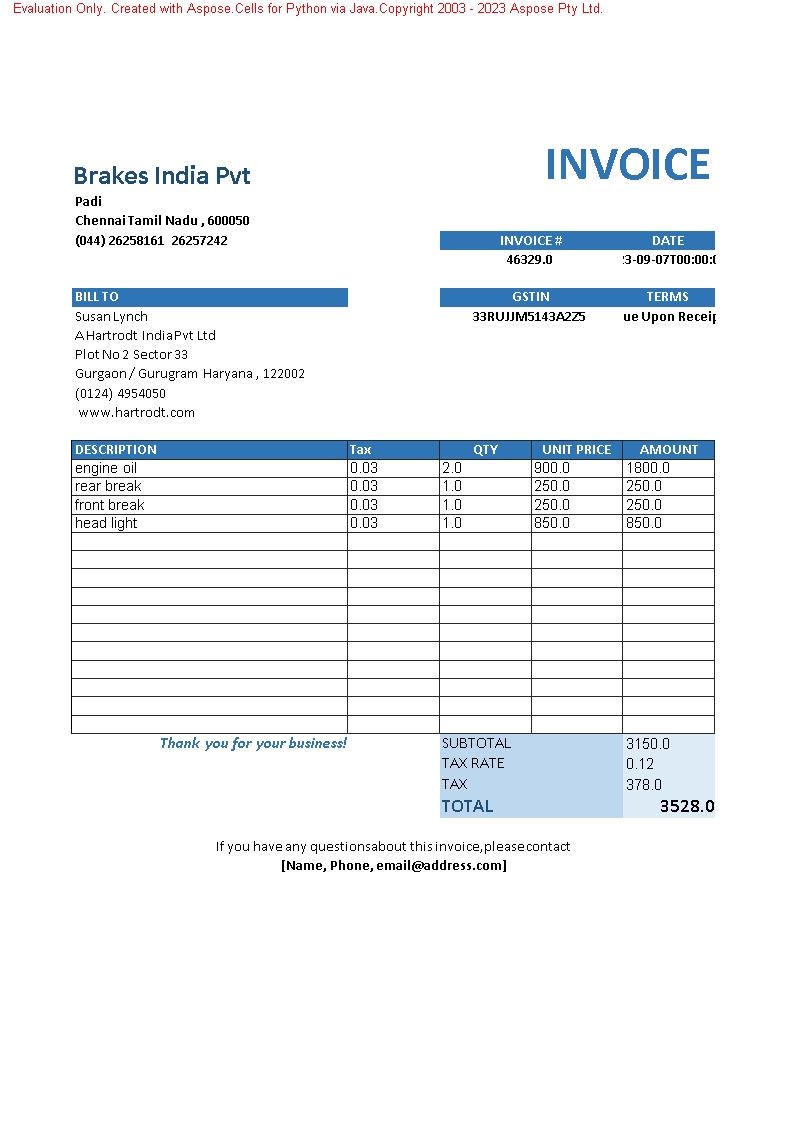 Evaluation Only. Created with Aspose.Cells for Python via Java.Copyright 2003 - 2023 Aspose Pty Ltd.
INVOICE
Brakes India Pvt
Padi
Chennai Tamil Nadu , 600050
(044) 26258161 26257242
INVOICE # DATE
46329.0 3-09-07T00:00:0
BILL TO GSTIN TERMS
Susan Lynch 33RUJJM5143A2Z5 ue Upon Receip
A Hartrodt India Pvt Ltd
Plot No 2 Sector 33
Gurgaon / Gurugram Haryana , 122002
(0124) 4954050
www.hartrodt.com
DESCRIPTION Tax QTY UNIT PRICE AMOUNT
engine oil 0.03 2.0 900.0 1800.0
rear break 0.03 1.0 250.0 250.0
front break 0.03 1.0 250.0 250.0
head light 0.03 1.0 850.0 850.0
Thank you for your business! SUBTOTAL 3150.0
TAX RATE 0.12
TAX 378.0
TOTAL 3528.0
If you have any questions about this invoice, please contact
[Name, Phone, email@address.com]